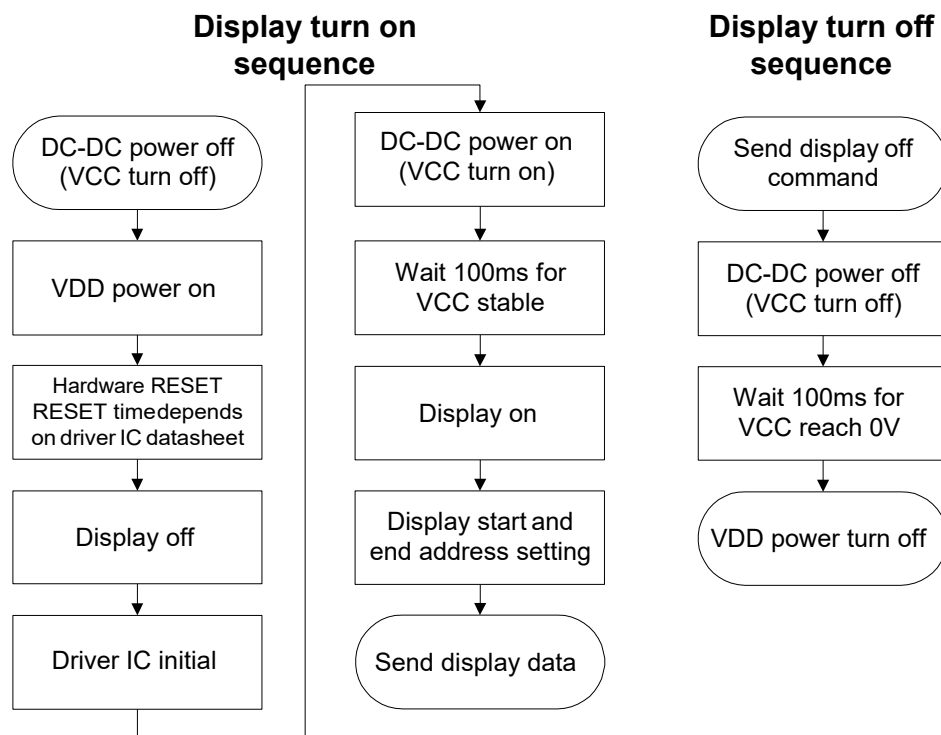 Display turn on
sequence
DC-DC power off
(VCC turn off)
VDD power on
Hardware RESET
RESET time depends
on driver IC datasheet
Display off
Driver IC initial
DC-DC power on
(VCC turn on)
Wait 100ms for
VCC stable
Display on
Display start and
end address setting
Send display data
Display turn off
sequence
Send display off
command
DC-DC power off
(VCC turn off)
Wait 100ms for
VCC reach 0V
VDD power turn off